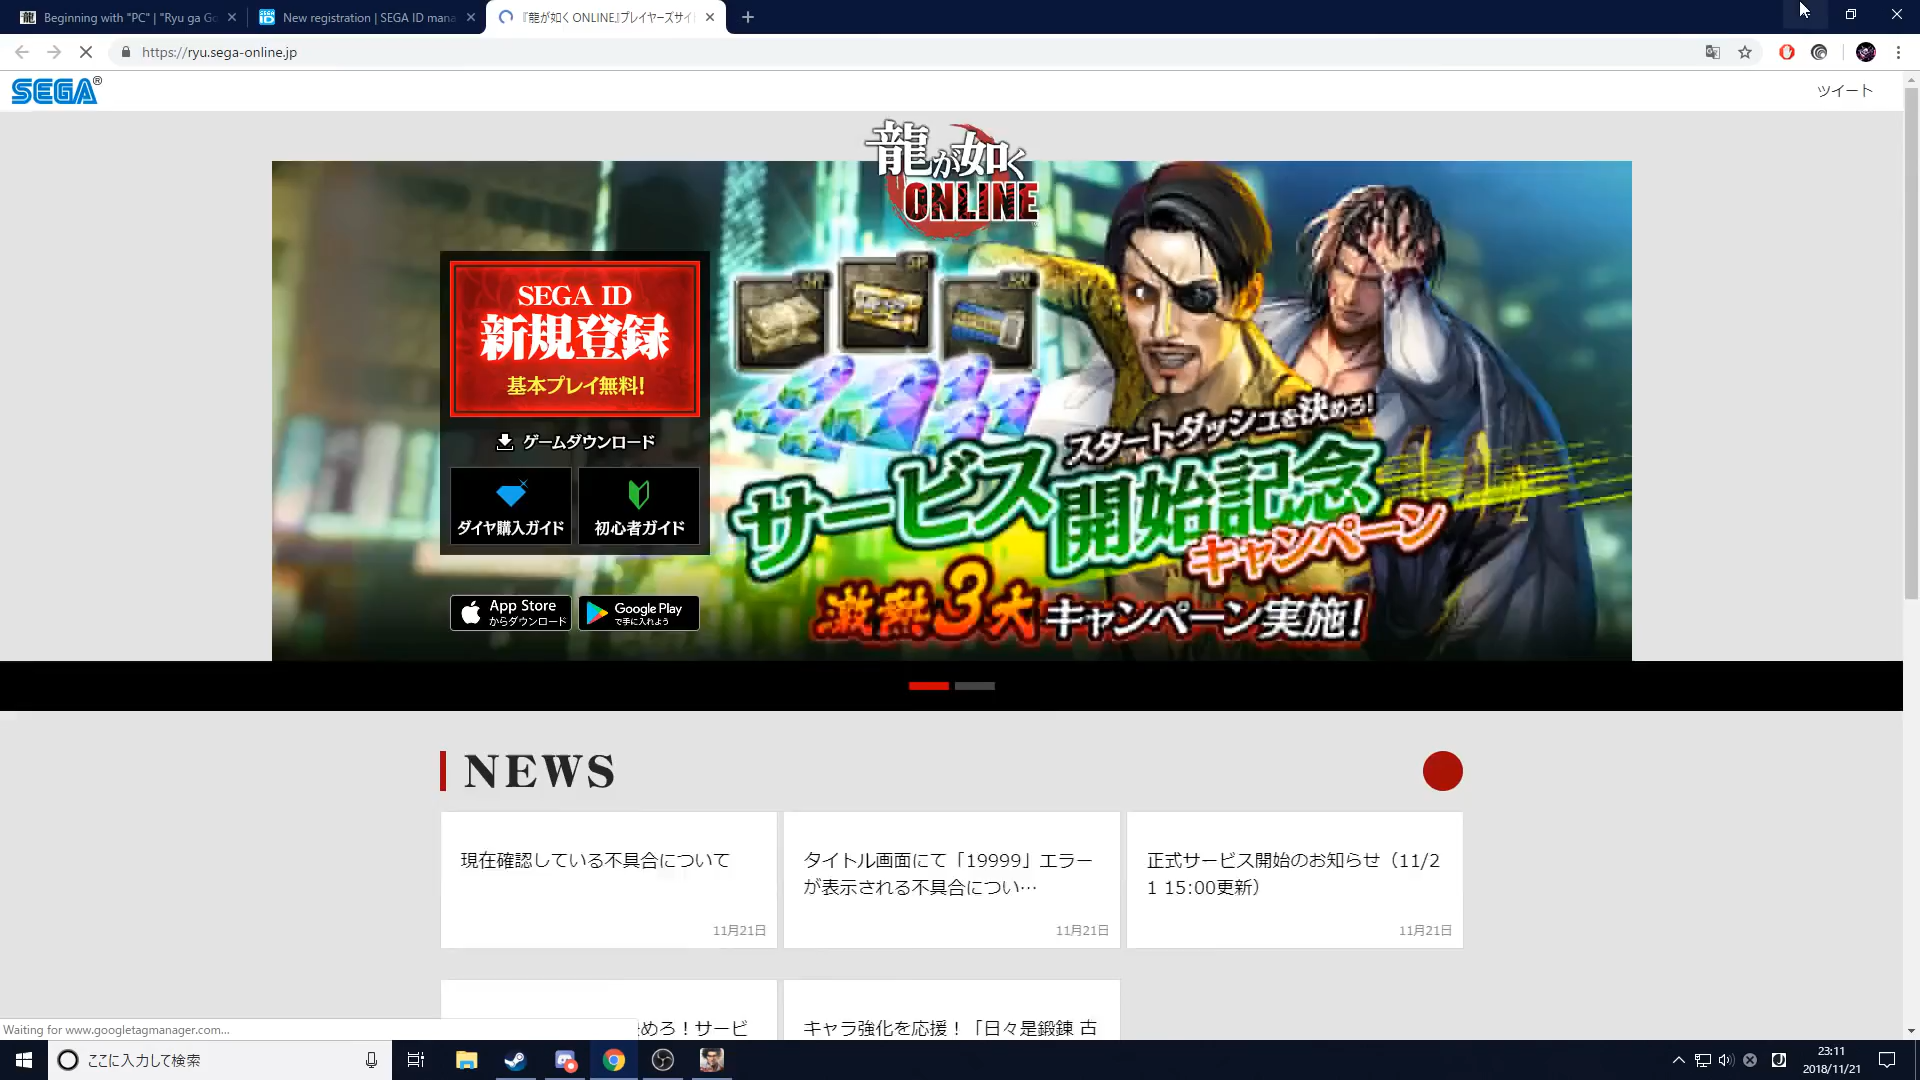 Beginning with "PC" | "Ryu ga Go
New registration | SEGA ID mana
『龍が如く ONLINE』プレイヤーズサイ
https://ryu.sega-online.jp
SEGA®
ツイート
龍が如く
ONLINE
SEGA ID
新規登録
基本プレイ無料!
ゲームダウンロード
ダイヤ購入ガイド
初心者ガイド
App Store
からダウンロード
Google Play
で手に入れよう
スタートダッシュを決めろ!
サービス
開始記念
キャンペーン
激熱3大キャンペーン実施!
NEWS
現在確認している不具合について
11月21日
タイトル画面にて「19999」エラー
が表示される不具合につい…
11月21日
正式サービス開始のお知らせ（11/2
1 15:00更新）
11月21日
めろ！サービ
キャラ強化を応援！「日々是鍛錬 古
Waiting for www.googletagmanager.com...
ここに入力して検索
23:11
2018/11/21